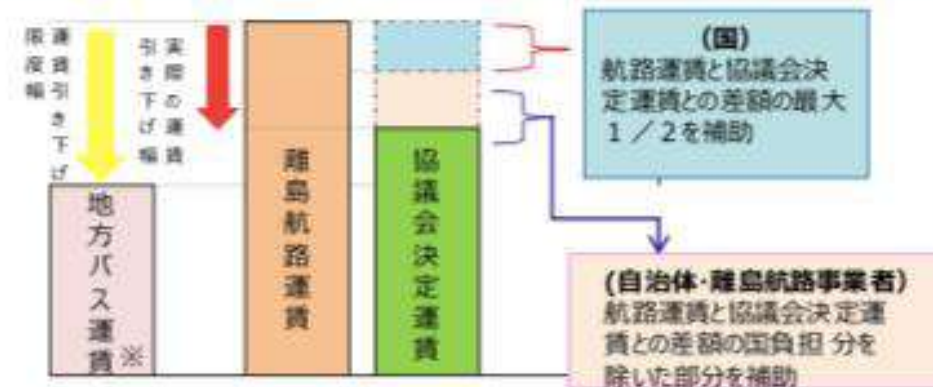 運賃引き下げ
限度幅
実際の運賃
引き下げ幅
地方バス運賃※
離島航路運賃
協議会決定運賃
(国)
航路運賃と協議会決
定運賃との差額の最大
1/2を補助
(自治体・離島航路事業者)
航路運賃と協議会決定運
賃との差額の国負担分を
除いた部分を補助